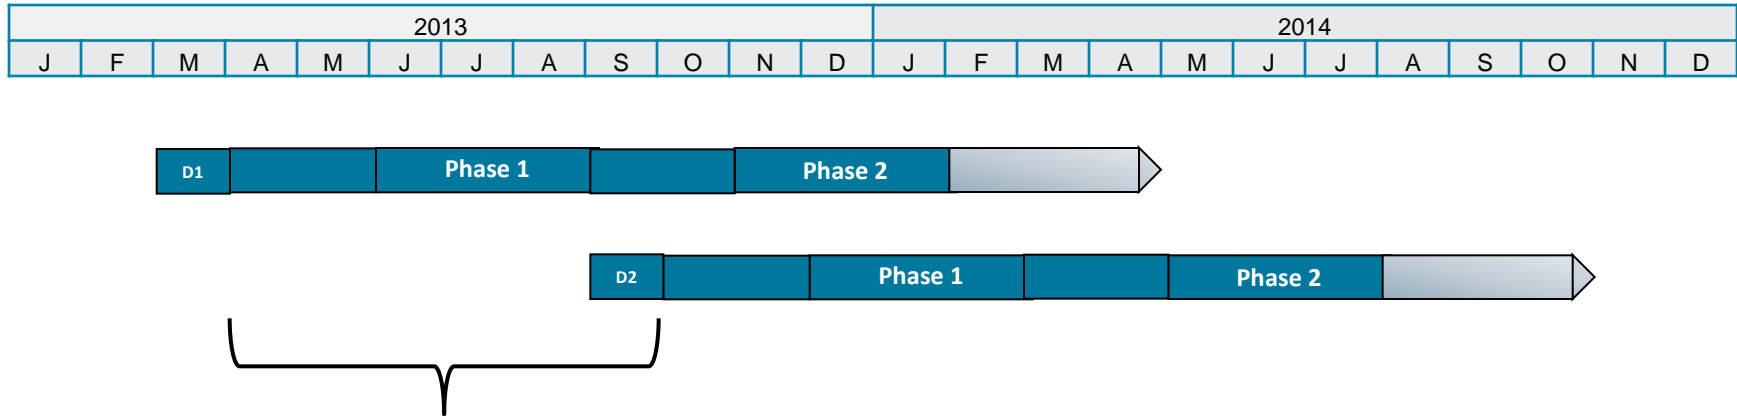 2013 2014
J F M A M J J A S O N D J F M A M J J A S O N D
D1 Phase 1 Phase 2
D2 Phase 1 Phase 2